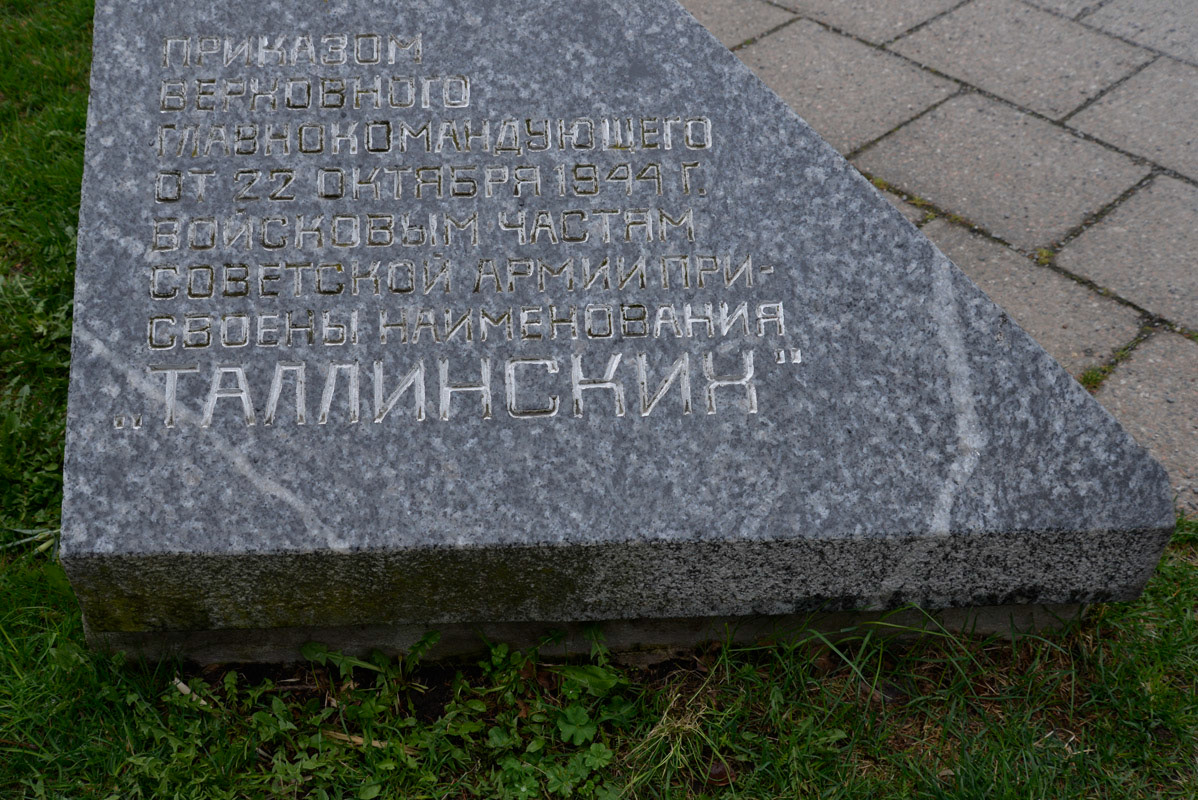 ПРИКАЗОМ
ВЕРХОВНОГО
ГЛАВНОКОМАНДУЮЩЕГО
ОТ 22 ОКТЯБРЯ 1944 Г.
ВОЙСКОВЫМ ЧАСТЯМ
СОВЕТСКОЙ АРМИИ ПРИ-
СВОЕНЫ НАИМЕНОВАНИЯ
„ТАЛЛИНСКИХ"